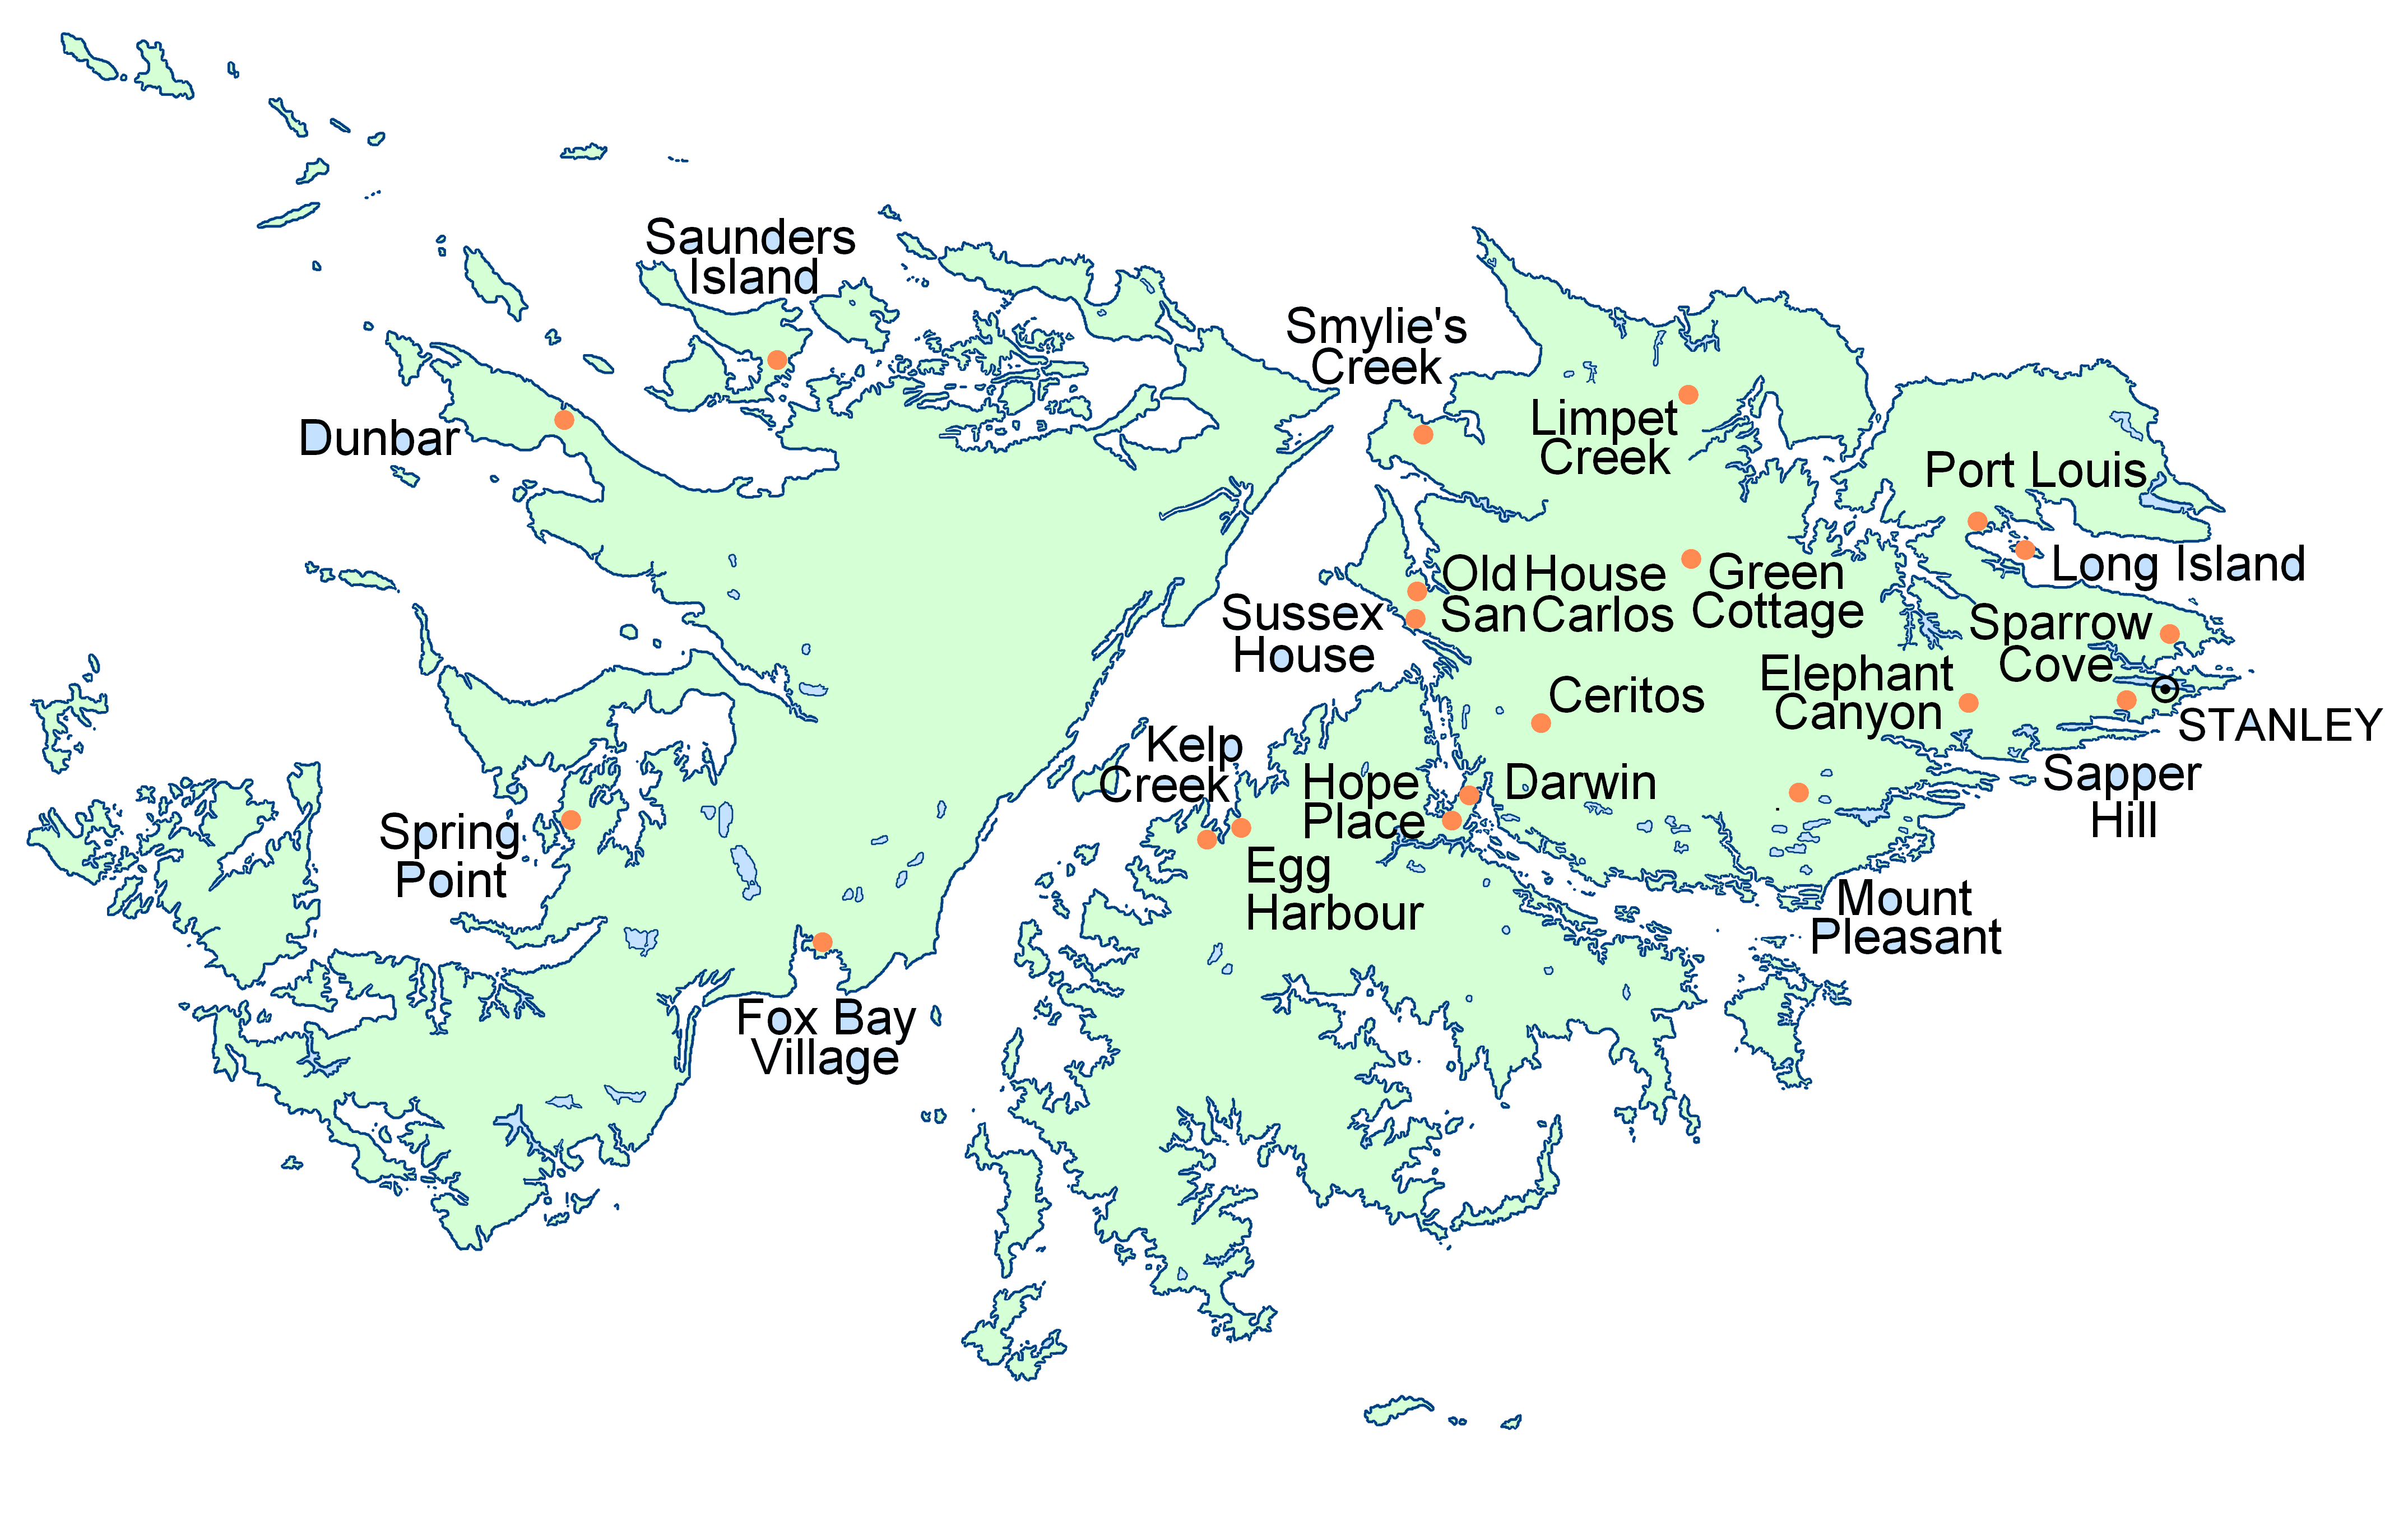 Saunders
Island
Smylie's
Creek
Dunbar
Limpet
Creek
Port Louis
Long Island
Old House
San Carlos
Green
Cottage
Sussex
House
Sparrow
Cove
Elephant
Canyon
Ceritos
STANLEY
Kelp
Creek
Hope
Place
Darwin
Sapper
Hill
Spring
Point
Egg
Harbour
Mount
Pleasant
Fox Bay
Village